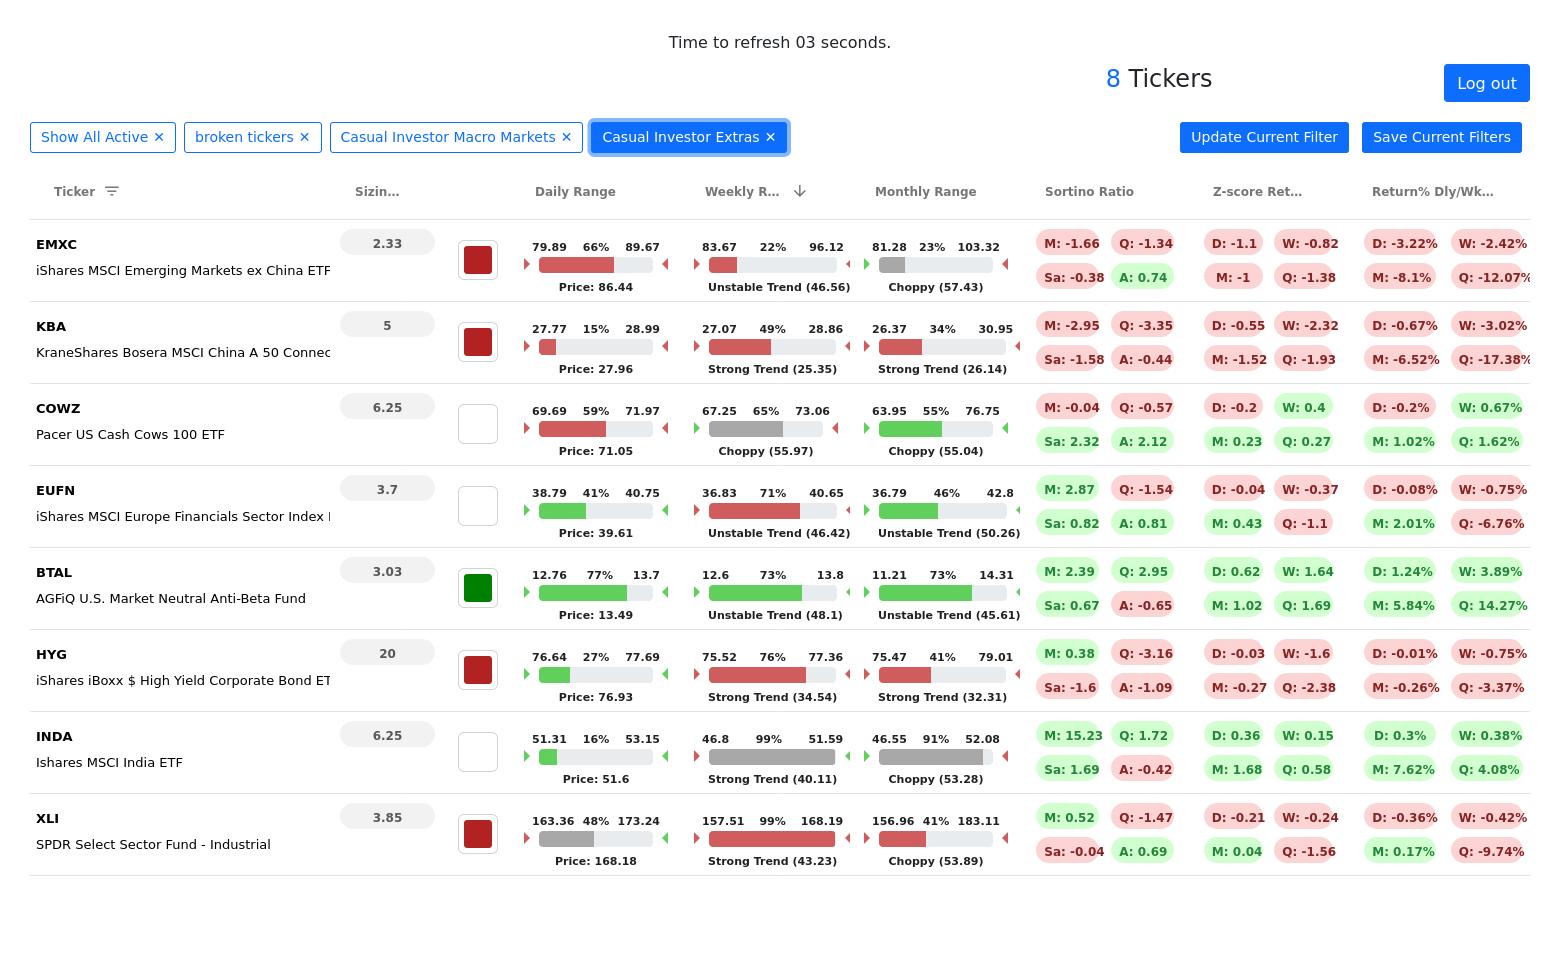 Time to refresh 03 seconds.
8 Tickers
Log out
Show All Active ✕ broken tickers ✕ Casual Investor Macro Markets ✕ Casual Investor Extras ✕ Update Current Filter Save Current Filters
Ticker Sizin… Daily Range Weekly R… Monthly Range Sortino Ratio Z-score Ret… Return% Dly/Wk…
EMXC 2.33 79.89 66% 89.67 83.67 22% 96.12 81.28 23% 103.32 M: -1.66 Q: -1.34 D: -1.1 W: -0.82 D: -3.22% W: -2.42%
iShares MSCI Emerging Markets ex China ETF Sa: -0.38 A: 0.74 M: -1 Q: -1.38 M: -8.1% Q: -12.07%
Price: 86.44 Unstable Trend (46.56) Choppy (57.43)
KBA 5 27.77 15% 28.99 27.07 49% 28.86 26.37 34% 30.95 M: -2.95 Q: -3.35 D: -0.55 W: -2.32 D: -0.67% W: -3.02%
KraneShares Bosera MSCI China A 50 Connec Sa: -1.58 A: -0.44 M: -1.52 Q: -1.93 M: -6.52% Q: -17.38%
Price: 27.96 Strong Trend (25.35) Strong Trend (26.14)
COWZ 6.25 69.69 59% 71.97 67.25 65% 73.06 63.95 55% 76.75 M: -0.04 Q: -0.57 D: -0.2 W: 0.4 D: -0.2% W: 0.67%
Pacer US Cash Cows 100 ETF Sa: 2.32 A: 2.12 M: 0.23 Q: 0.27 M: 1.02% Q: 1.62%
Price: 71.05 Choppy (55.97) Choppy (55.04)
EUFN 3.7 38.79 41% 40.75 36.83 71% 40.65 36.79 46% 42.8 M: 2.87 Q: -1.54 D: -0.04 W: -0.37 D: -0.08% W: -0.75%
iShares MSCI Europe Financials Sector Index Sa: 0.82 A: 0.81 M: 0.43 Q: -1.1 M: 2.01% Q: -6.76%
Price: 39.61 Unstable Trend (46.42) Unstable Trend (50.26)
BTAL 3.03 12.76 77% 13.7 12.6 73% 13.8 11.21 73% 14.31 M: 2.39 Q: 2.95 D: 0.62 W: 1.64 D: 1.24% W: 3.89%
AGFiQ U.S. Market Neutral Anti-Beta Fund Sa: 0.67 A: -0.65 M: 1.02 Q: 1.69 M: 5.84% Q: 14.27%
Price: 13.49 Unstable Trend (48.1) Unstable Trend (45.61)
HYG 20 76.64 27% 77.69 75.52 76% 77.36 75.47 41% 79.01 M: 0.38 Q: -3.16 D: -0.03 W: -1.6 D: -0.01% W: -0.75%
iShares iBoxx $ High Yield Corporate Bond ET Sa: -1.6 A: -1.09 M: -0.27 Q: -2.38 M: -0.26% Q: -3.37%
Price: 76.93 Strong Trend (34.54) Strong Trend (32.31)
INDA 6.25 51.31 16% 53.15 46.8 99% 51.59 46.55 91% 52.08 M: 15.23 Q: 1.72 D: 0.36 W: 0.15 D: 0.3% W: 0.38%
Ishares MSCI India ETF Sa: 1.69 A: -0.42 M: 1.68 Q: 0.58 M: 7.62% Q: 4.08%
Price: 51.6 Strong Trend (40.11) Choppy (53.28)
XLI 3.85 163.36 48% 173.24 157.51 99% 168.19 156.96 41% 183.11 M: 0.52 Q: -1.47 D: -0.21 W: -0.24 D: -0.36% W: -0.42%
SPDR Select Sector Fund - Industrial Sa: -0.04 A: 0.69 M: 0.04 Q: -1.56 M: 0.17% Q: -9.74%
Price: 168.18 Strong Trend (43.23) Choppy (53.89)